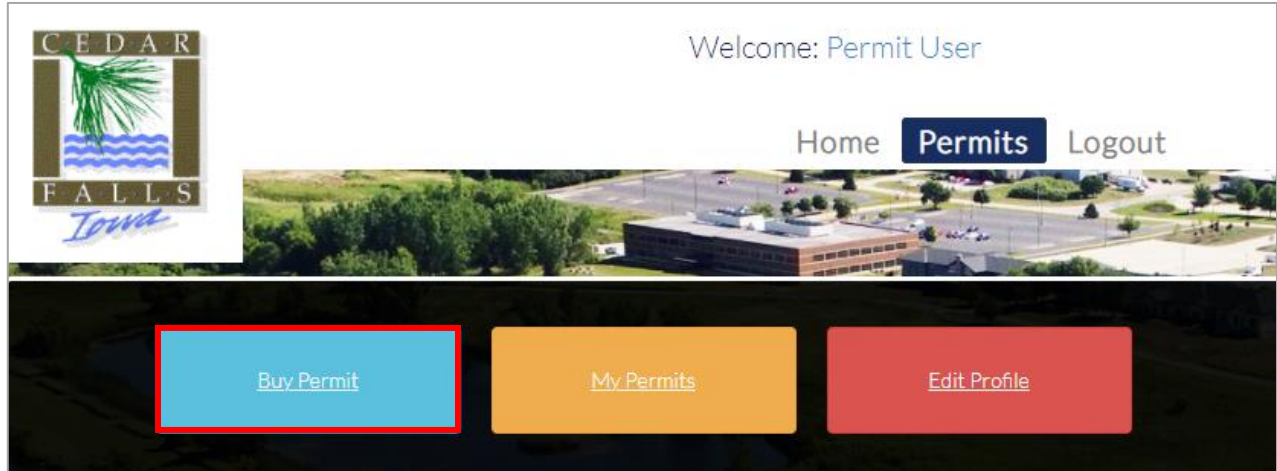 CEDAR
FALLS
Iowa
Welcome: Permit User
Home Permits Logout
Buy Permit My Permits Edit Profile